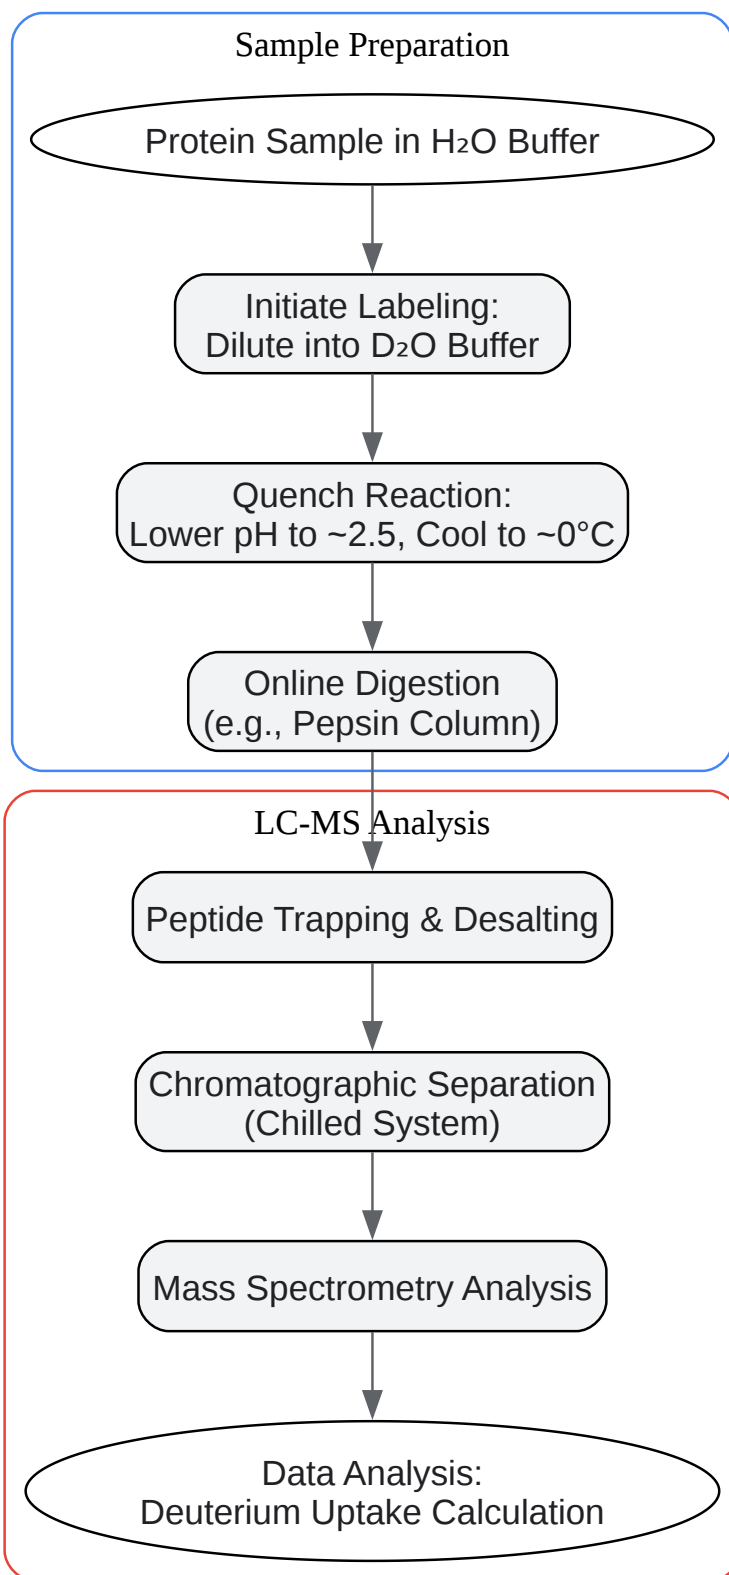 Sample Preparation
Protein Sample in H₂O Buffer
Initiate Labeling:
Dilute into D₂O Buffer
Quench Reaction:
Lower pH to ~2.5, Cool to ~0°C
Online Digestion
(e.g., Pepsin Column)
LC-MS Analysis
Peptide Trapping & Desalting
Chromatographic Separation
(Chilled System)
Mass Spectrometry Analysis
Data Analysis:
Deuterium Uptake Calculation